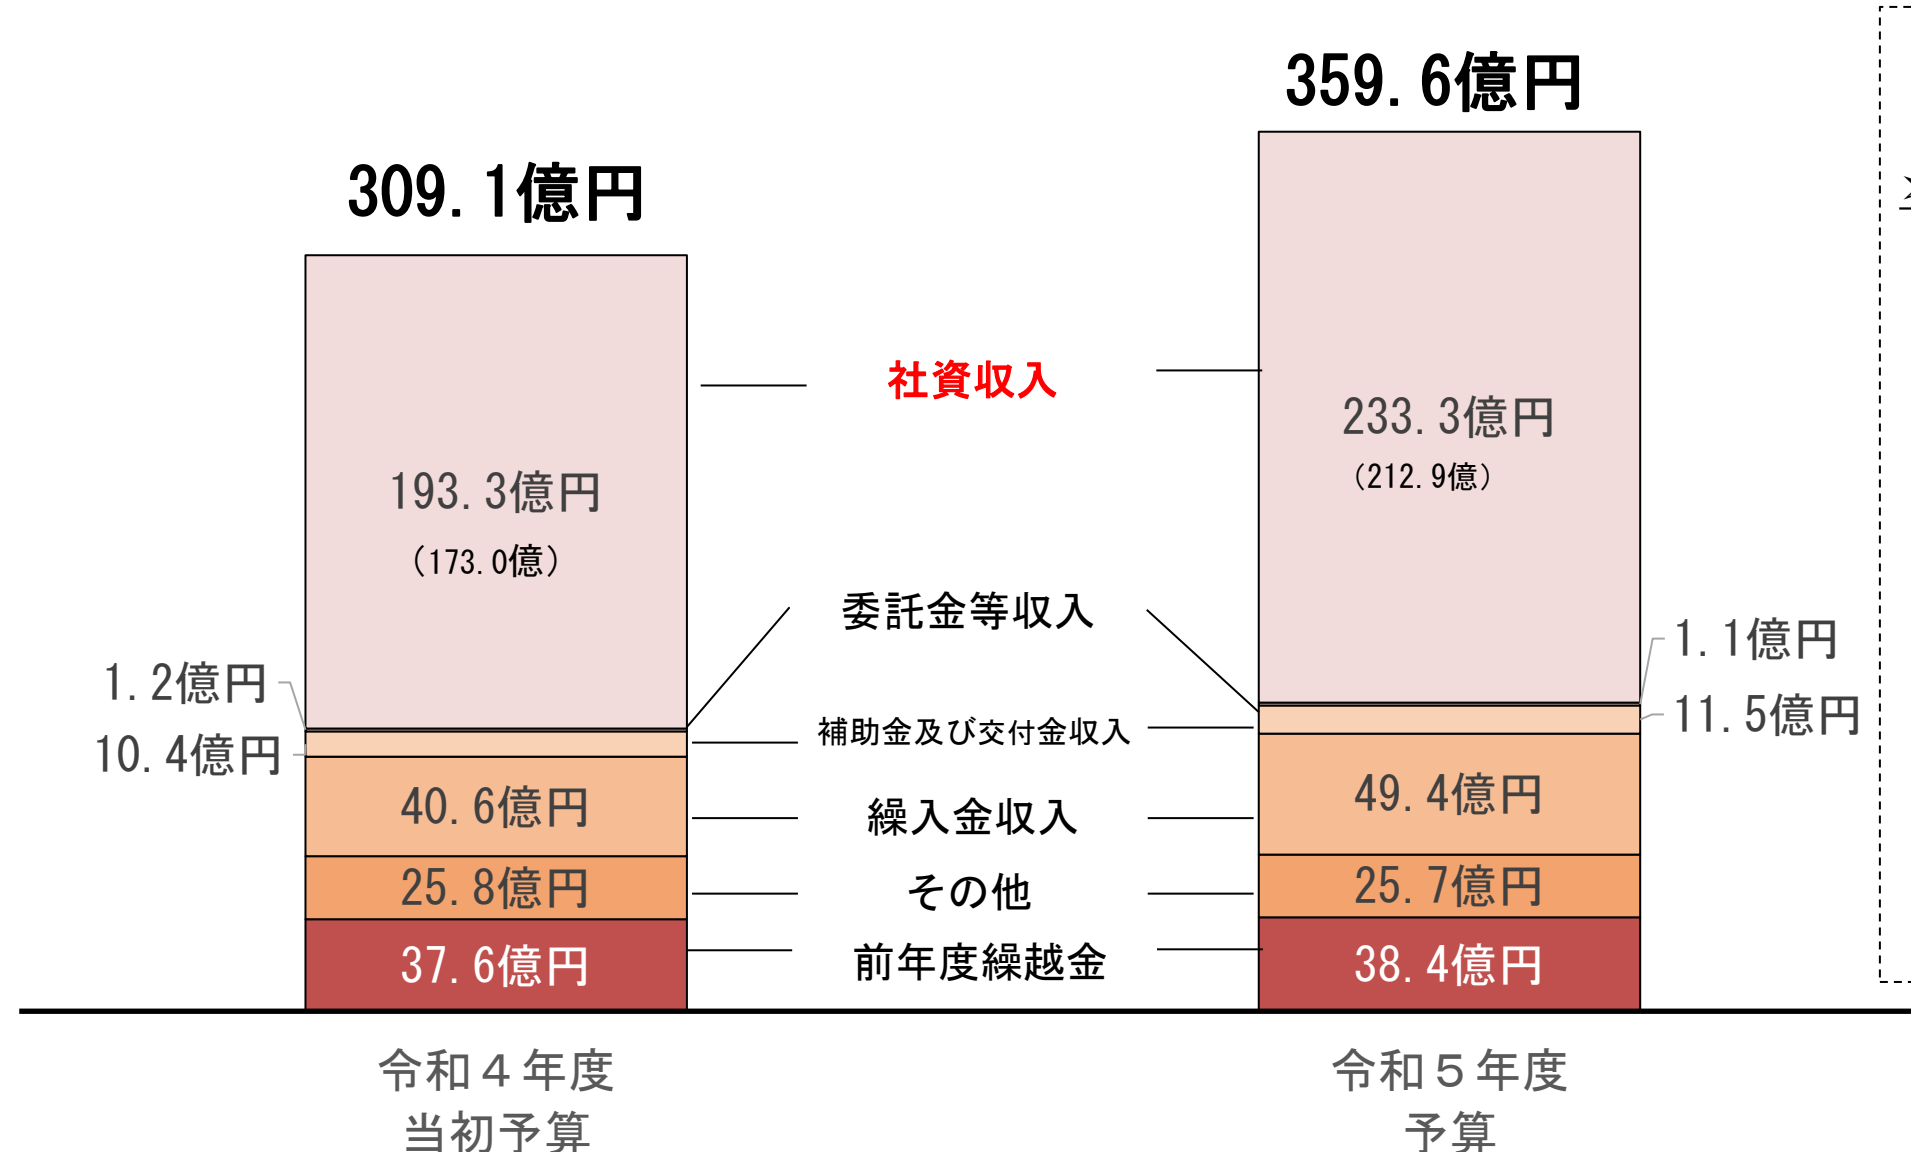 359.6億円
309.1億円
社資収入
233.3億円
(212.9億)
193.3億円
(173.0億)
委託金等収入
1.1億円
1.2億円
補助金及び交付金収入
11.5億円
10.4億円
40.6億円
繰入金収入
49.4億円
25.8億円
その他
25.7億円
37.6億円
前年度繰越金
38.4億円
令和４年度
当初予算
令和５年度
予算